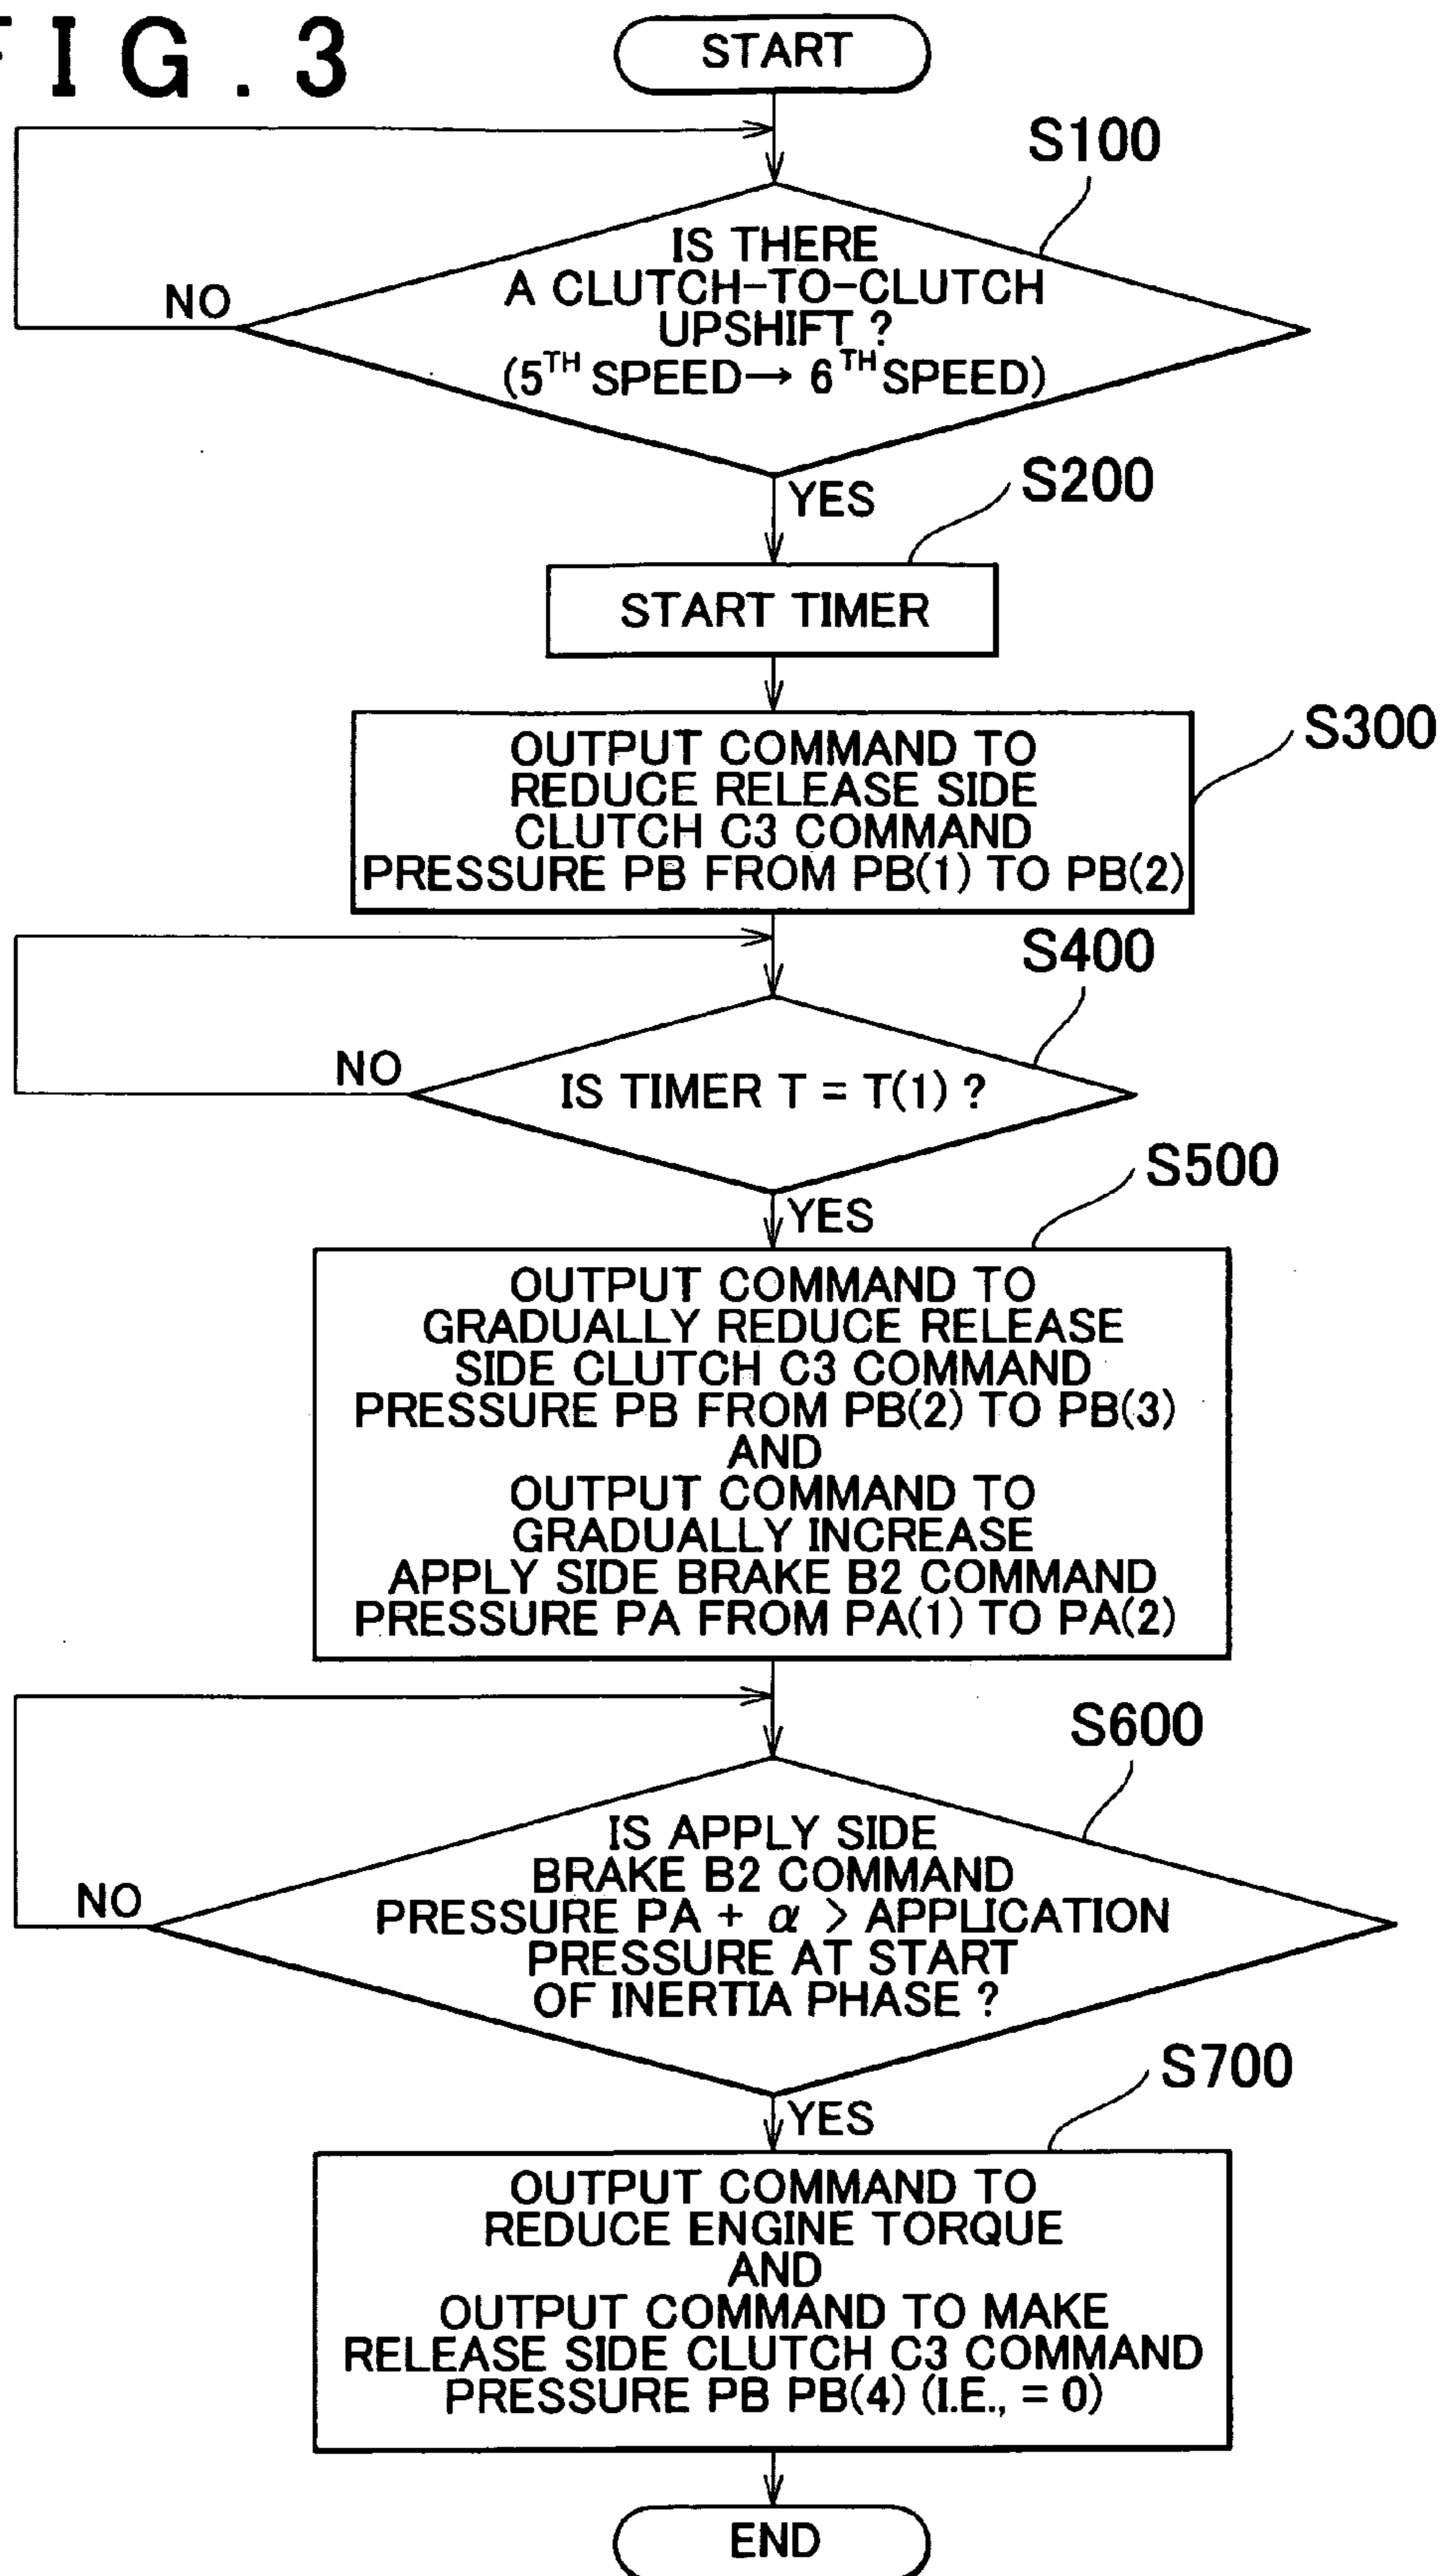 FIG.3
START
S100
IS THERE
A CLUTCH-TO-CLUTCH
UPSHIFT ?
(5TH SPEED→ 6TH SPEED)
NO
YES
S200
START TIMER
S300
OUTPUT COMMAND TO
REDUCE RELEASE SIDE
CLUTCH C3 COMMAND
PRESSURE PB FROM PB(1) TO PB(2)
S400
NO
IS TIMER T = T(1) ?
YES
S500
OUTPUT COMMAND TO
GRADUALLY REDUCE RELEASE
SIDE CLUTCH C3 COMMAND
PRESSURE PB FROM PB(2) TO PB(3)
AND
OUTPUT COMMAND TO
GRADUALLY INCREASE
APPLY SIDE BRAKE B2 COMMAND
PRESSURE PA FROM PA(1) TO PA(2)
S600
IS APPLY SIDE
BRAKE B2 COMMAND
PRESSURE PA + α > APPLICATION
PRESSURE AT START
OF INERTIA PHASE ?
NO
YES
S700
OUTPUT COMMAND TO
REDUCE ENGINE TORQUE
AND
OUTPUT COMMAND TO MAKE
RELEASE SIDE CLUTCH C3 COMMAND
PRESSURE PB PB(4) (I.E., = 0)
END